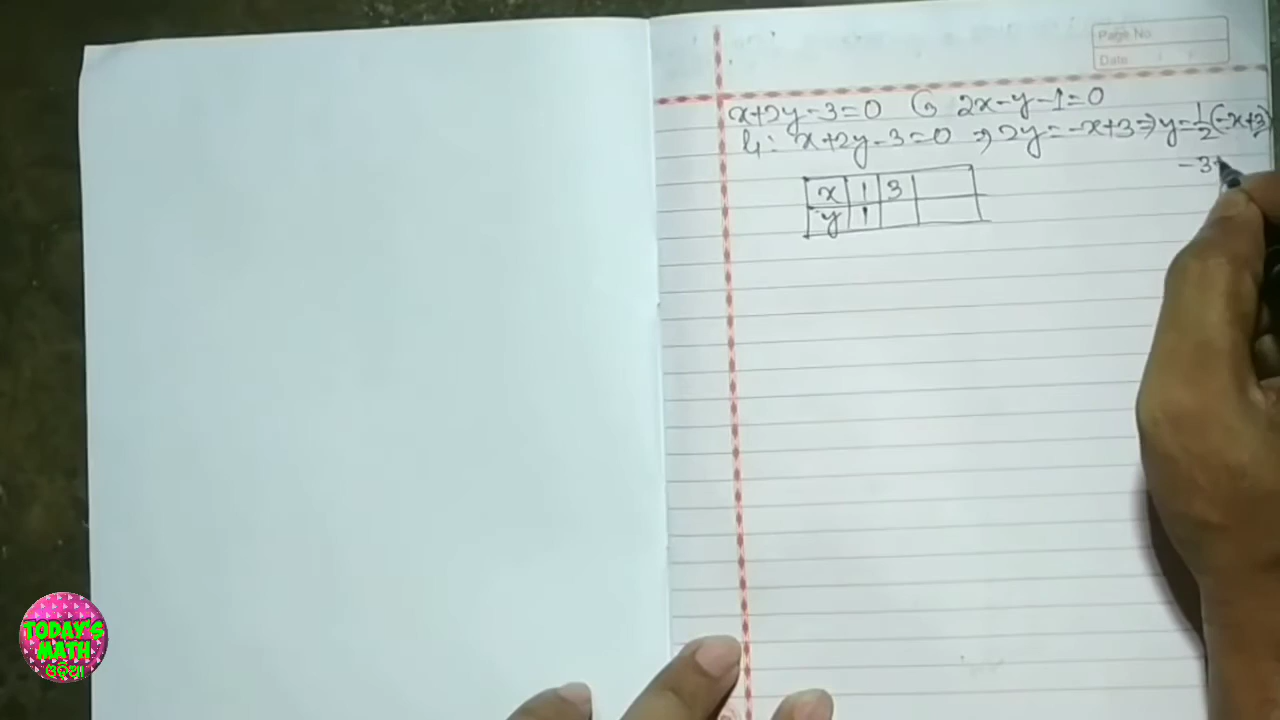 Page No
Date
x+2y-3=0 ଓ 2x-y-1=0
L₁: x+2y-3=0 ⇒ 2y=-x+3 ⇒ y=1/2(-x+3)
-3+
x 1 3
y 1
TODAY'S
MATH
ଓଡ଼ିଆ